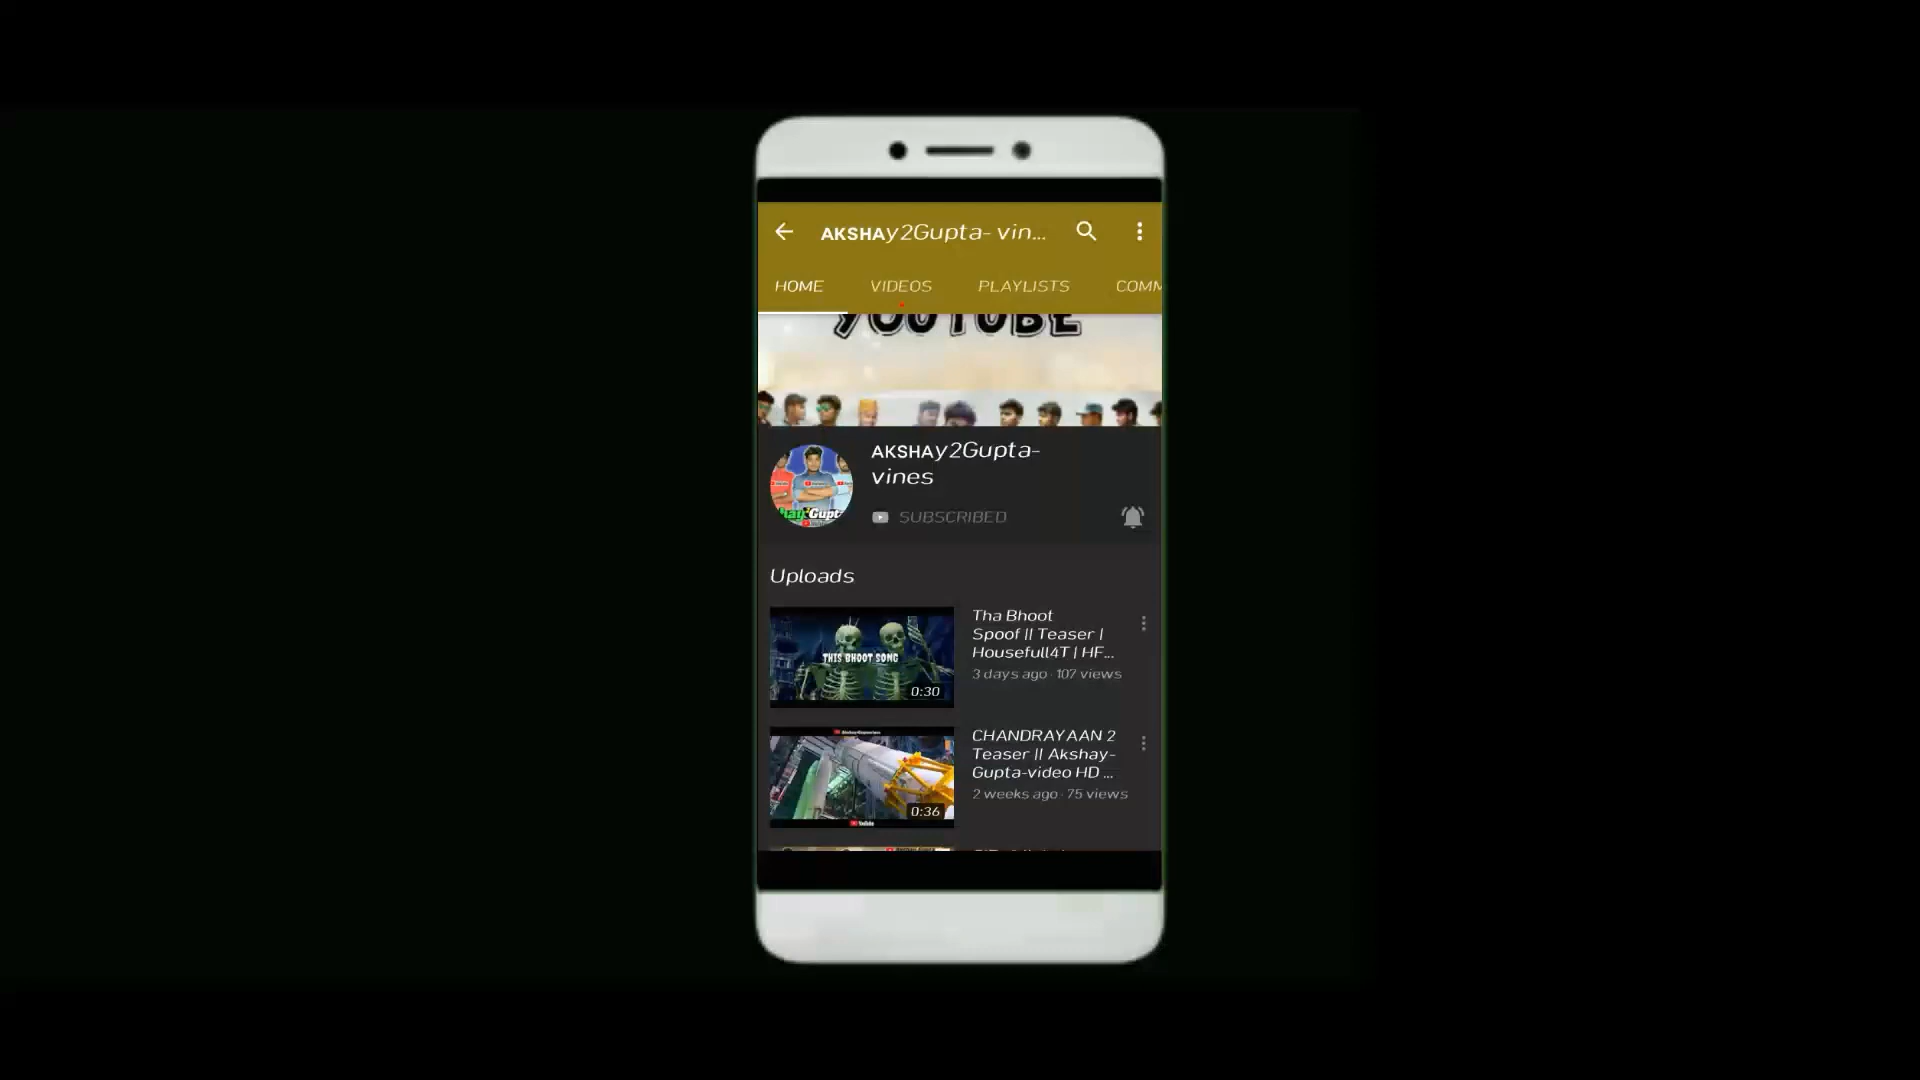 AKSHAy2Gupta- vin...
HOME VIDEOS PLAYLISTS COMM
YOUTUBE
AKSHAy2Gupta-
vines
SUBSCRIBED
Uploads
THIS BHOOT SONG
0:30
Tha Bhoot
Spoof || Teaser |
Housefull4T | HF...
3 days ago · 107 views
0:36
YouTube
CHANDRAYAAN 2
Teaser || Akshay-
Gupta-video HD ...
2 weeks ago · 75 views